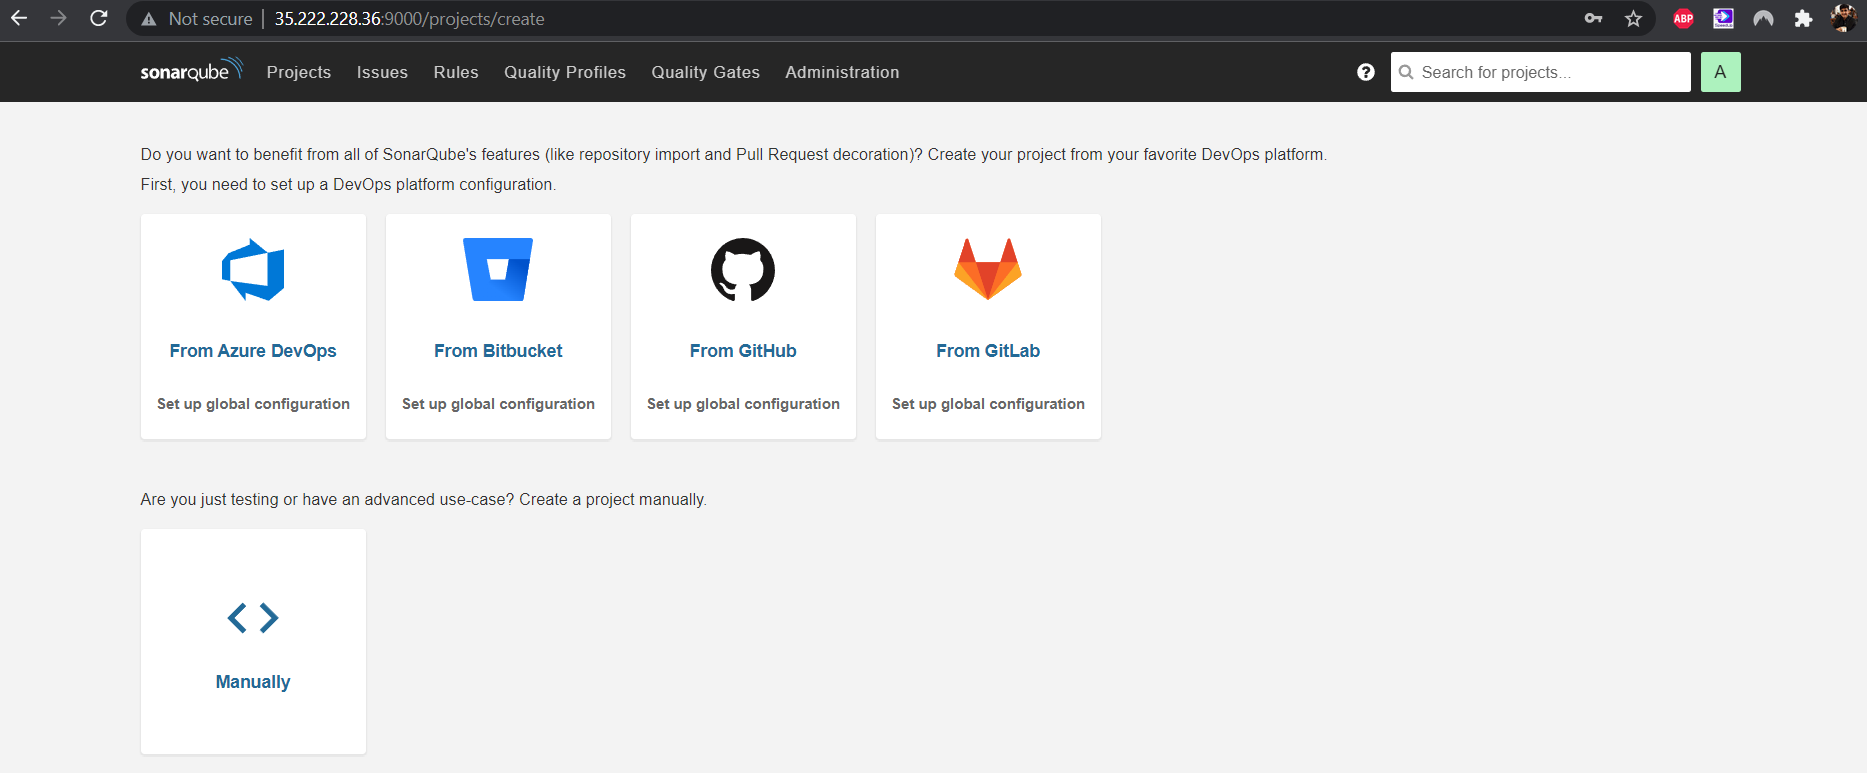 Not secure | 35.222.228.36:9000/projects/create
ABP
sonarqube Projects Issues Rules Quality Profiles Quality Gates Administration ? Search for projects... A
Do you want to benefit from all of SonarQube's features (like repository import and Pull Request decoration)? Create your project from your favorite DevOps platform.
First, you need to set up a DevOps platform configuration.
From Azure DevOps From Bitbucket From GitHub From GitLab
Set up global configuration Set up global configuration Set up global configuration Set up global configuration
Are you just testing or have an advanced use-case? Create a project manually.
Manually